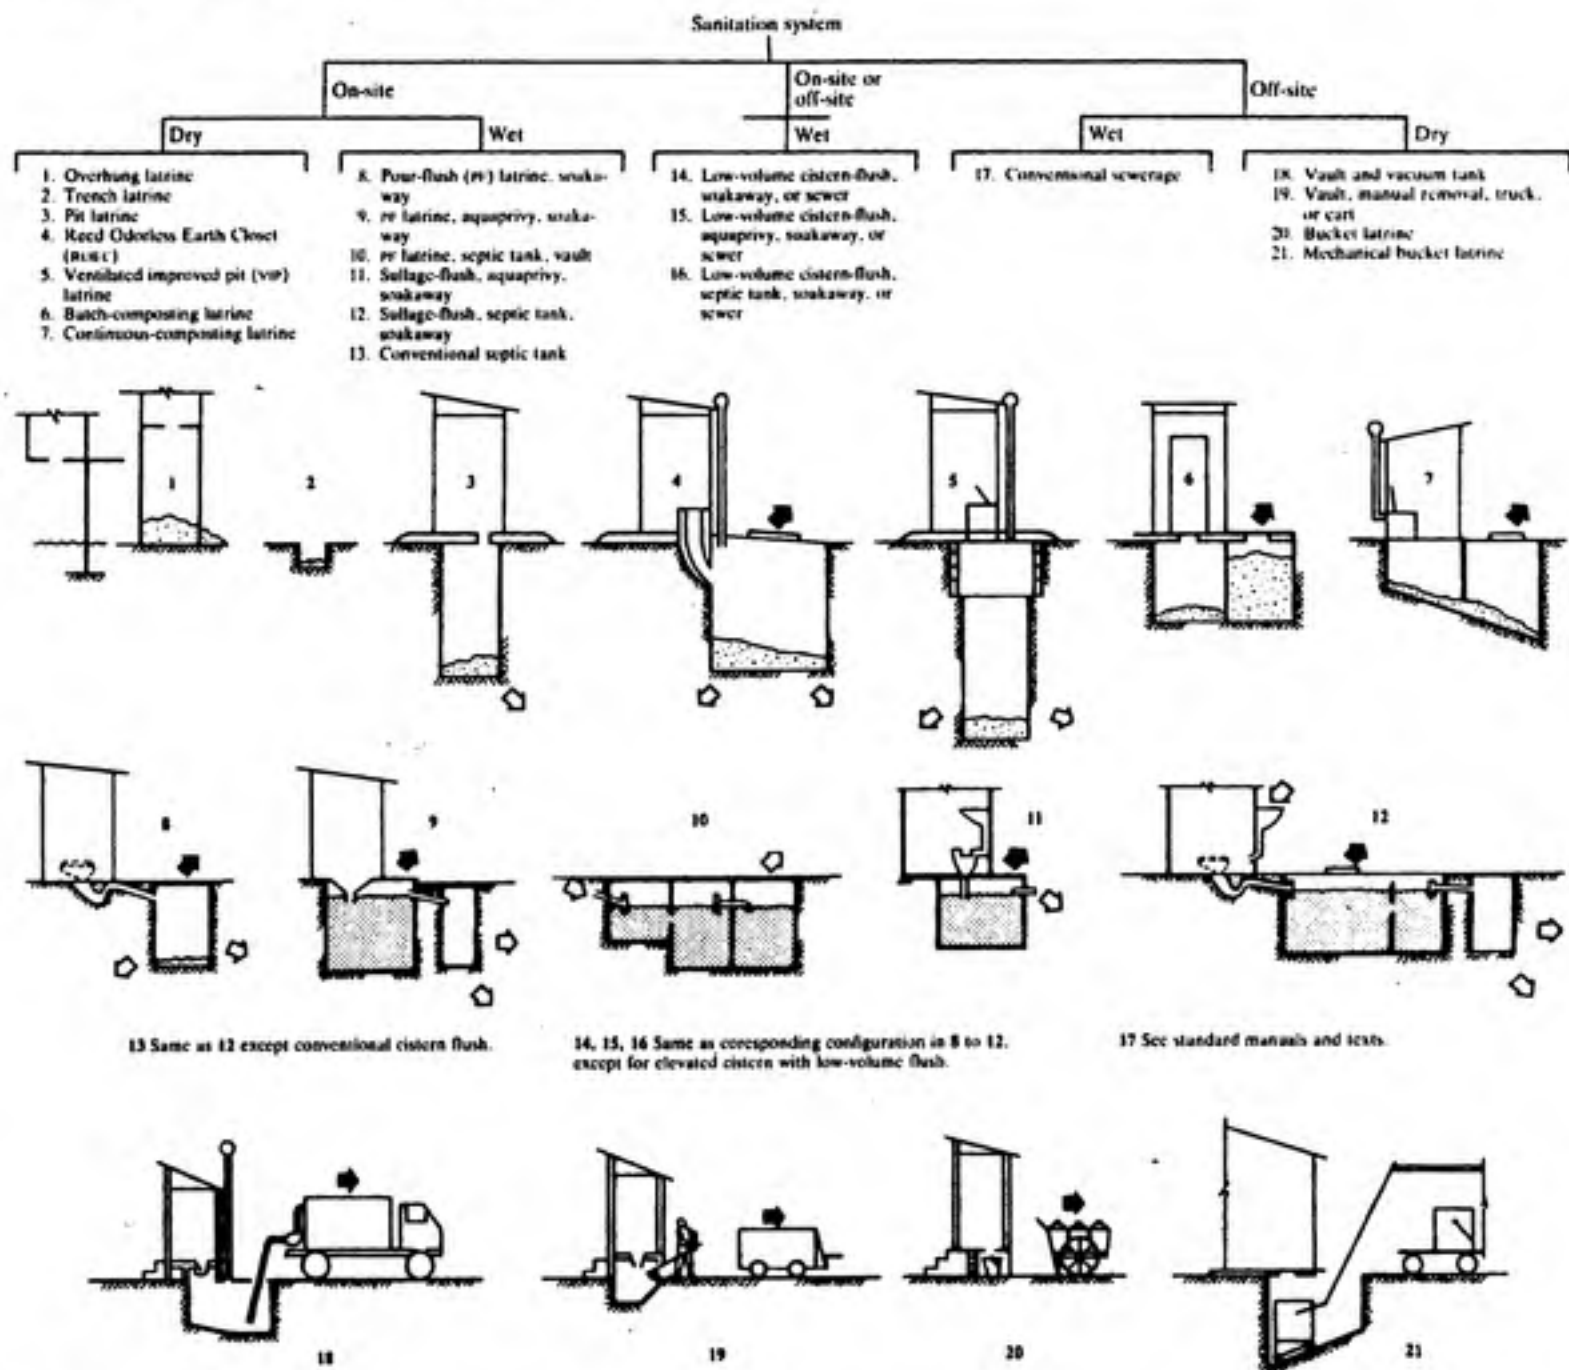 Sanitation system
On-site
On-site or
off-site
Off-site
Dry
Wet
Wet
Wet
Dry
1. Overhung latrine
2. Trench latrine
3. Pit latrine
4. Reed Odorless Earth Closet
(ROEC)
5. Ventilated improved pit (VIP)
latrine
6. Batch-composting latrine
7. Continuous-composting latrine
8. Pour-flush (PF) latrine, soaka-
way
9. PF latrine, aquaprivy, soaka-
way
10. PF latrine, septic tank, vault
11. Sullage-flush, aquaprivy,
soakaway
12. Sullage-flush, septic tank,
soakaway
13. Conventional septic tank
14. Low-volume cistern-flush,
soakaway, or sewer
15. Low-volume cistern-flush,
aquaprivy, soakaway, or
sewer
16. Low-volume cistern-flush,
septic tank, soakaway, or
sewer
17. Conventional sewerage
18. Vault and vacuum tank
19. Vault, manual removal, truck,
or cart
20. Bucket latrine
21. Mechanical bucket latrine
1
2
3
4
5
6
7
8
9
10
11
12
13 Same as 12 except conventional cistern flush.
14, 15, 16 Same as coresponding configuration in 8 to 12,
except for elevated cistern with low-volume flush.
17 See standard manuals and texts.
18
19
20
21